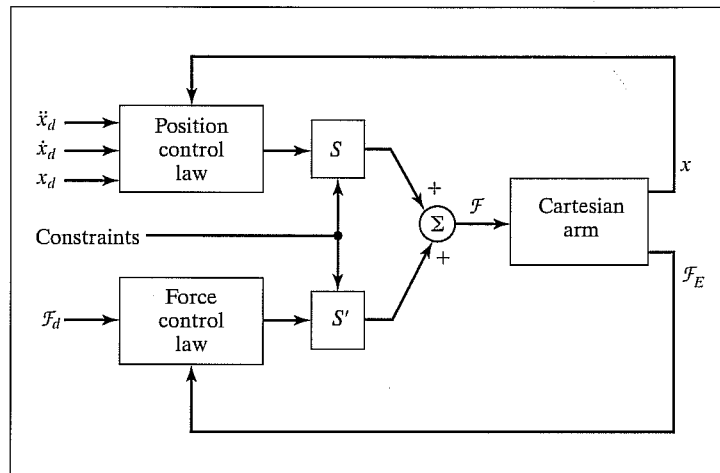 ẍ_d
ẋ_d
x_d
Position
control
law
S
Constraints
+
Σ
+
ℱ
Cartesian
arm
x
ℱ_E
ℱ_d
Force
control
law
S′